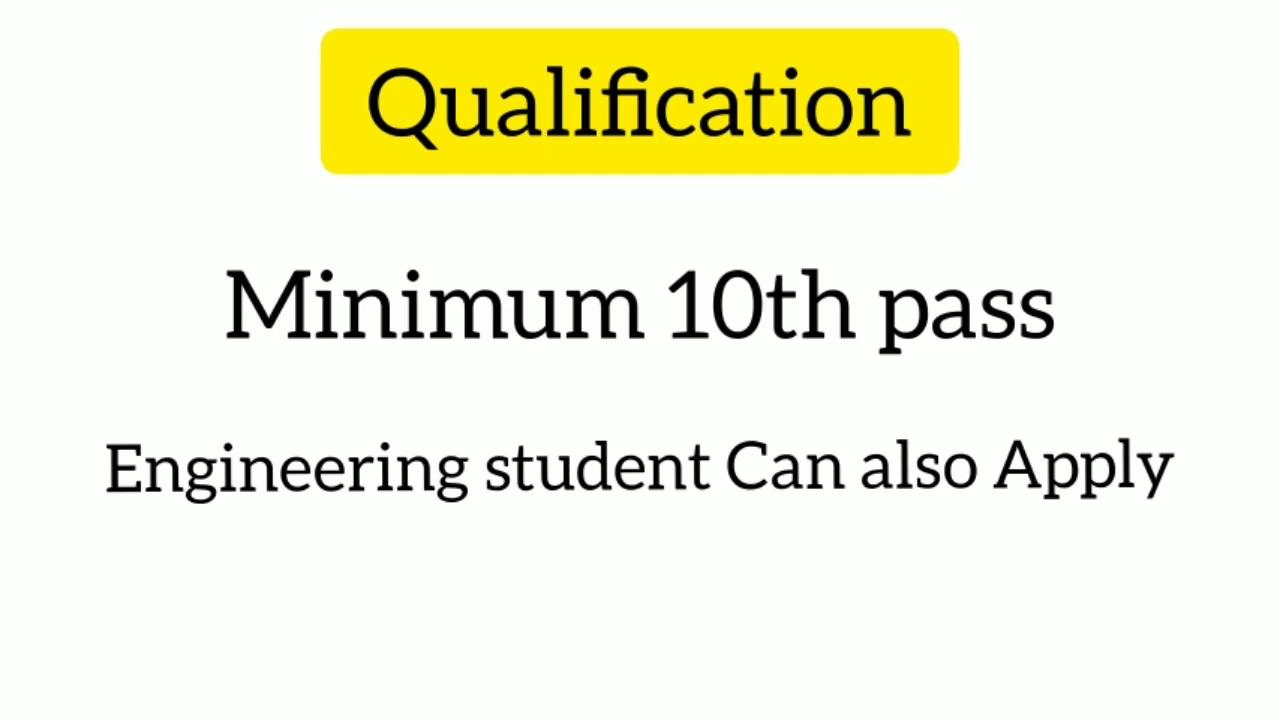 Qualification
Minimum 10th pass
Engineering student Can also Apply